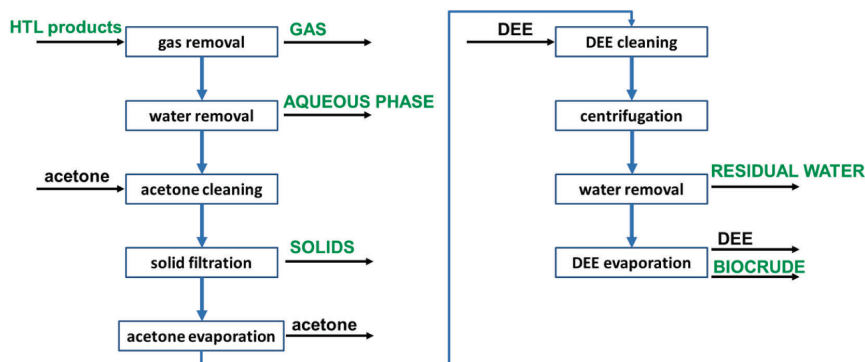 HTL products
gas removal
GAS
water removal
AQUEOUS PHASE
acetone
acetone cleaning
solid filtration
SOLIDS
acetone evaporation
acetone
DEE
DEE cleaning
centrifugation
water removal
RESIDUAL WATER
DEE evaporation
DEE
BIOCRUDE